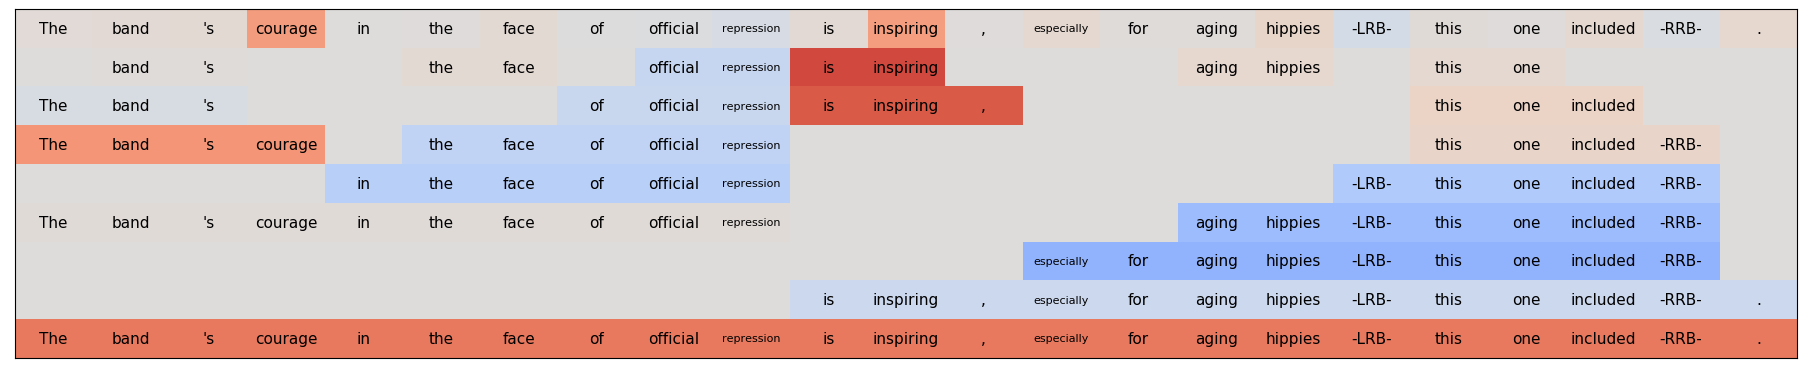 The band 's courage in the face of official repression is inspiring , especially for aging hippies -LRB- this one included -RRB- .
band 's the face official repression is inspiring aging hippies this one
The band 's of official repression is inspiring , this one included
The band 's courage the face of official repression this one included -RRB-
in the face of official repression -LRB- this one included -RRB-
The band 's courage in the face of official repression aging hippies -LRB- this one included -RRB-
especially for aging hippies -LRB- this one included -RRB-
is inspiring , especially for aging hippies -LRB- this one included -RRB- .
The band 's courage in the face of official repression is inspiring , especially for aging hippies -LRB- this one included -RRB- .